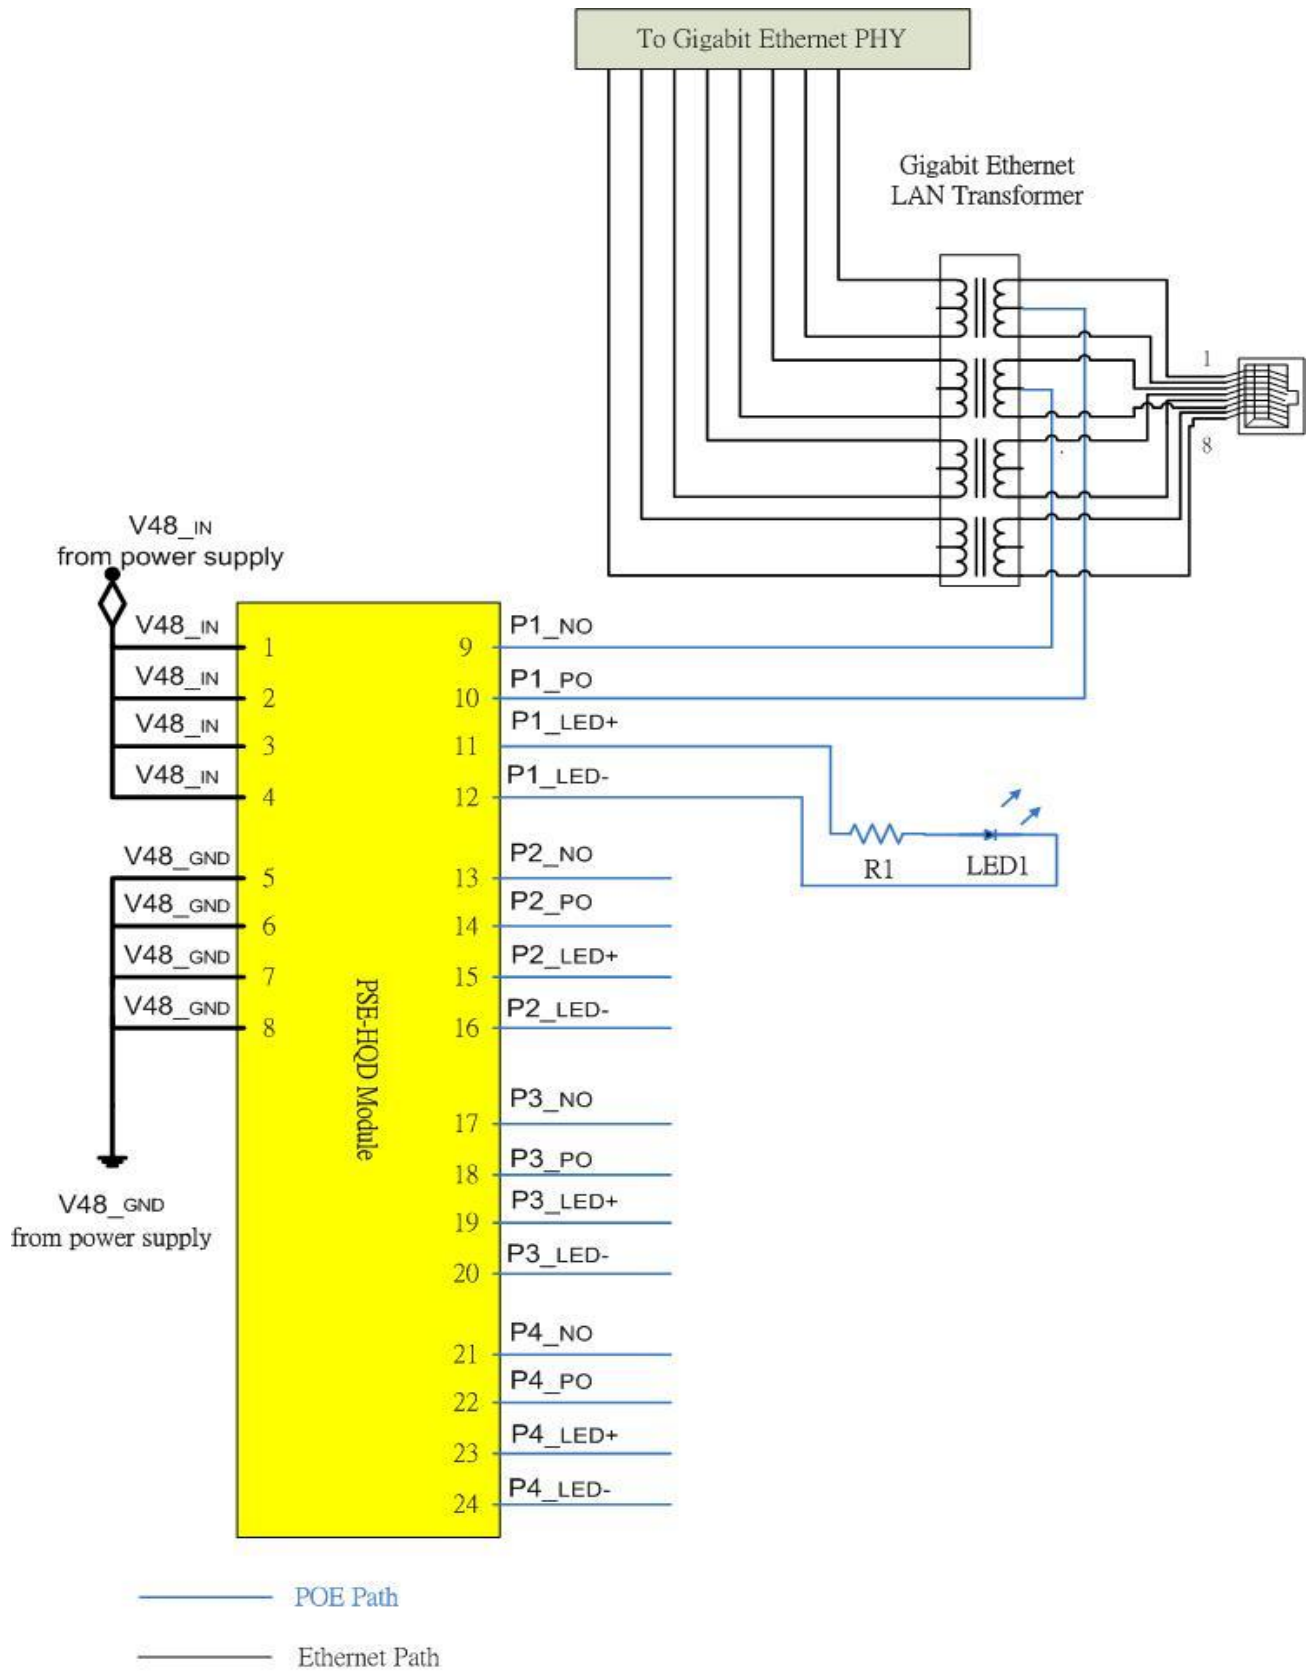 To Gigabit Ethernet PHY
Gigabit Ethernet
LAN Transformer
1
8
V48_IN
from power supply
V48_IN
1
V48_IN
2
V48_IN
3
V48_IN
4
V48_GND
5
V48_GND
6
V48_GND
7
V48_GND
8
V48_GND
from power supply
PSE-HQD Module
9
P1_NO
10
P1_PO
11
P1_LED+
12
P1_LED-
R1
LED1
13
P2_NO
14
P2_PO
15
P2_LED+
16
P2_LED-
17
P3_NO
18
P3_PO
19
P3_LED+
20
P3_LED-
21
P4_NO
22
P4_PO
23
P4_LED+
24
P4_LED-
POE Path
Ethernet Path